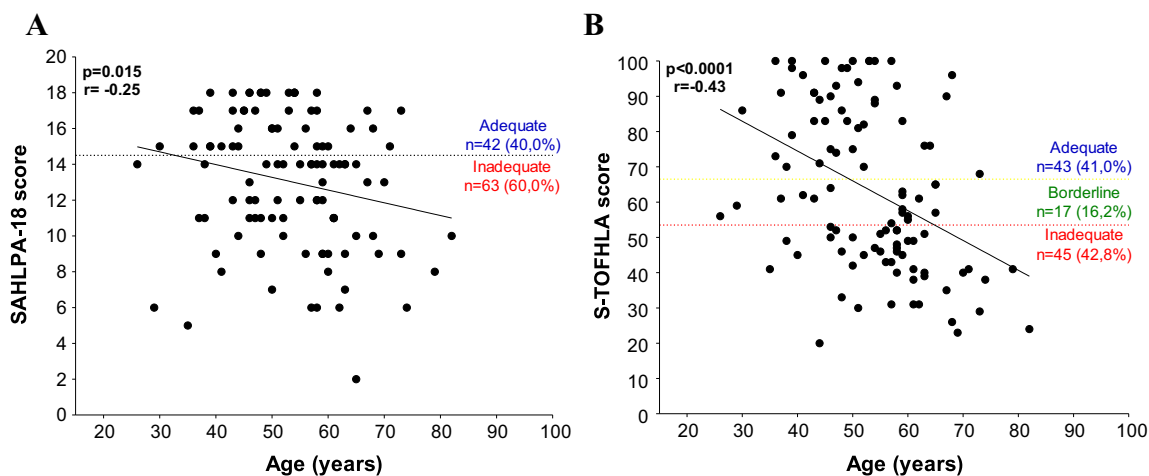 A
20
18
16
14
12
10
8
6
4
2
0
SAHLPA-18 score
p=0.015
r= -0.25
Adequate
n=42 (40,0%)
Inadequate
n=63 (60,0%)
20 30 40 50 60 70 80 90 100
Age (years)
B
100
90
80
70
60
50
40
30
20
10
0
S-TOFHLA score
p<0.0001
r=-0.43
Adequate
n=43 (41,0%)
Borderline
n=17 (16,2%)
Inadequate
n=45 (42,8%)
20 30 40 50 60 70 80 90 100
Age (years)